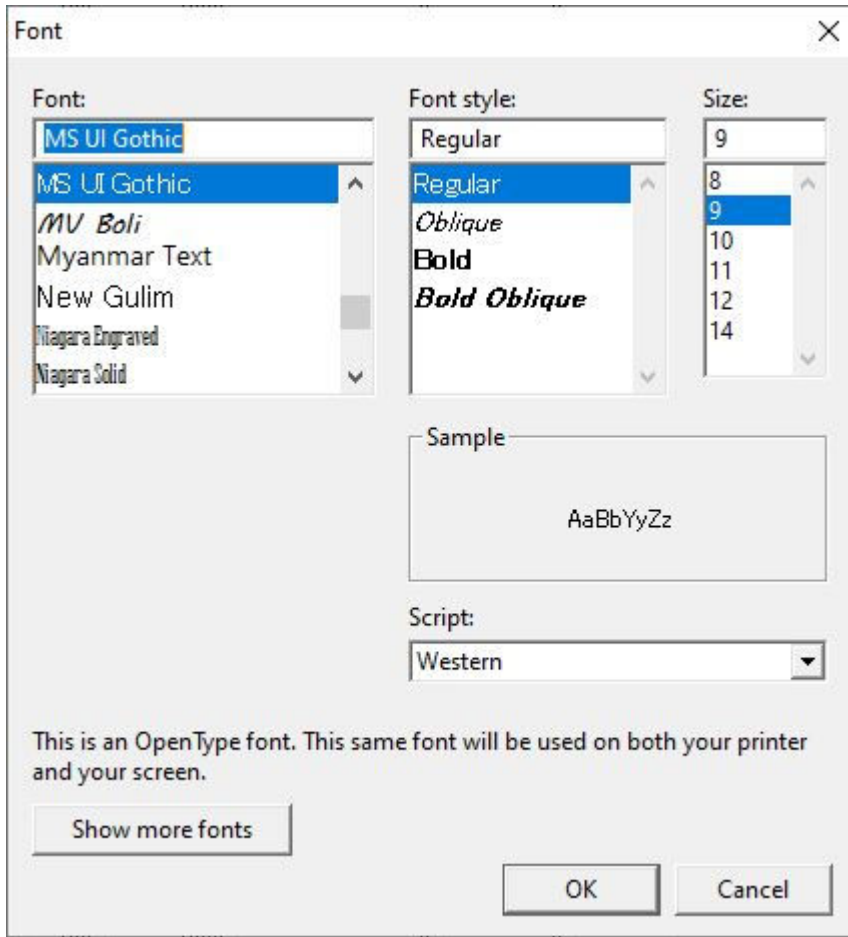 Font
Font:
MS UI Gothic
MS UI Gothic
MV Boli
Myanmar Text
New Gulim
Niagara Engraved
Niagara Solid
Font style:
Regular
Regular
Oblique
Bold
Bold Oblique
Size:
9
8
9
10
11
12
14
Sample
AaBbYyZz
Script:
Western
This is an OpenType font. This same font will be used on both your printer
and your screen.
Show more fonts
OK
Cancel